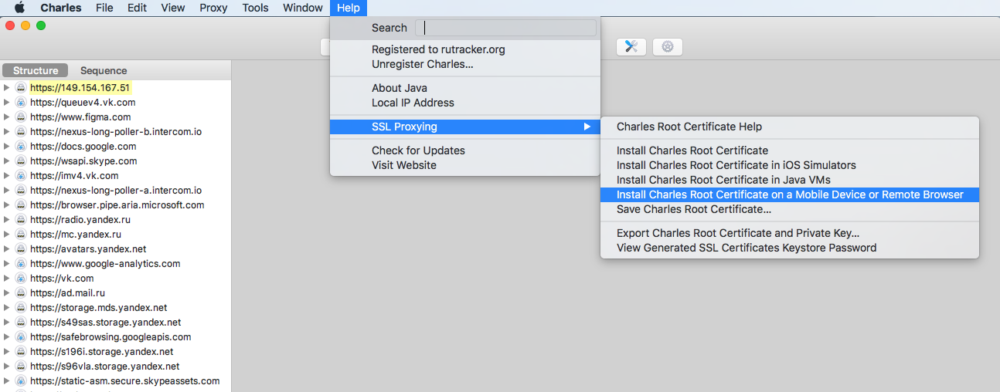 Charles File Edit View Proxy Tools Window Help
Search
Registered to rutracker.org
Unregister Charles...
About Java
Local IP Address
SSL Proxying
Check for Updates
Visit Website
Charles Root Certificate Help
Install Charles Root Certificate
Install Charles Root Certificate in iOS Simulators
Install Charles Root Certificate in Java VMs
Install Charles Root Certificate on a Mobile Device or Remote Browser
Save Charles Root Certificate...
Export Charles Root Certificate and Private Key...
View Generated SSL Certificates Keystore Password
Structure Sequence
https://149.154.167.51
https://queuev4.vk.com
https://www.figma.com
https://nexus-long-poller-b.intercom.io
https://docs.google.com
https://wsapi.skype.com
https://imv4.vk.com
https://nexus-long-poller-a.intercom.io
https://browser.pipe.aria.microsoft.com
https://radio.yandex.ru
https://mc.yandex.ru
https://avatars.yandex.net
https://www.google-analytics.com
https://vk.com
https://ad.mail.ru
https://storage.mds.yandex.net
https://s49sas.storage.yandex.net
https://safebrowsing.googleapis.com
https://s196i.storage.yandex.net
https://s96vla.storage.yandex.net
https://static-asm.secure.skypeassets.com